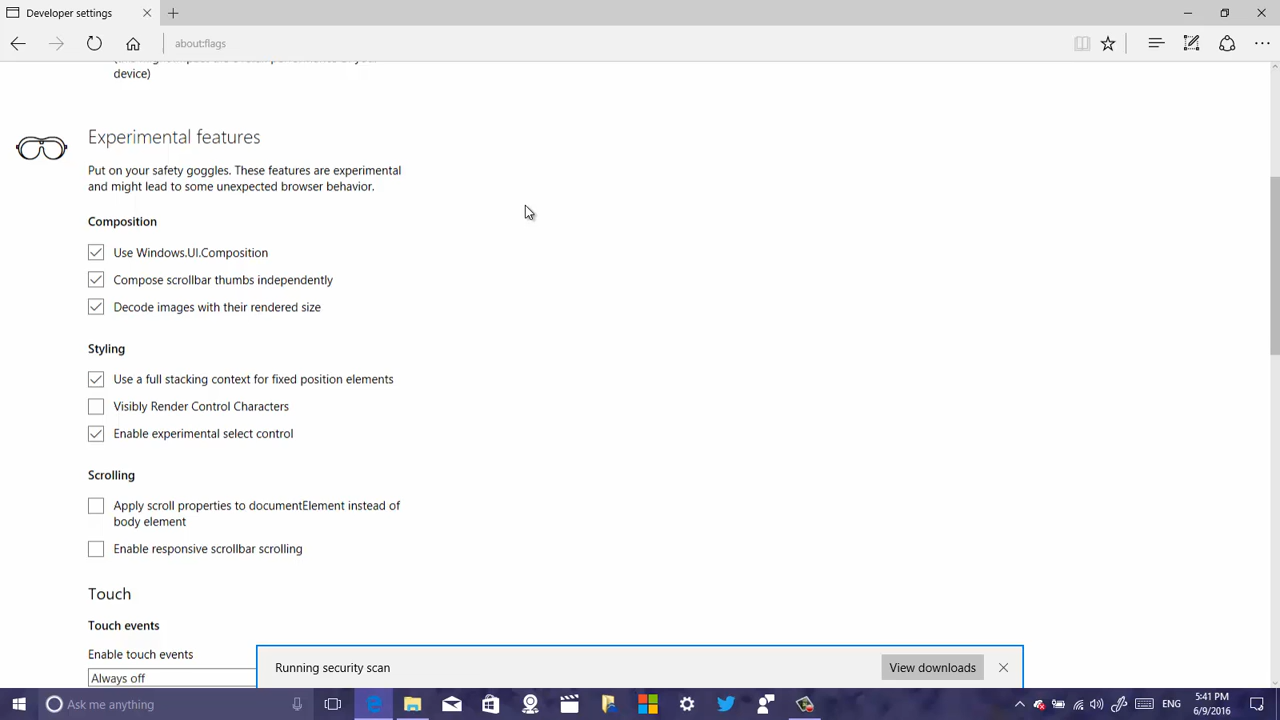 Developer settings
about:flags
device)
Experimental features
Put on your safety goggles. These features are experimental
and might lead to some unexpected browser behavior.
Composition
Use Windows.UI.Composition
Compose scrollbar thumbs independently
Decode images with their rendered size
Styling
Use a full stacking context for fixed position elements
Visibly Render Control Characters
Enable experimental select control
Scrolling
Apply scroll properties to documentElement instead of
body element
Enable responsive scrollbar scrolling
Touch
Touch events
Enable touch events
Always off
Running security scan
View downloads
Ask me anything
ENG
5:41 PM
6/9/2016